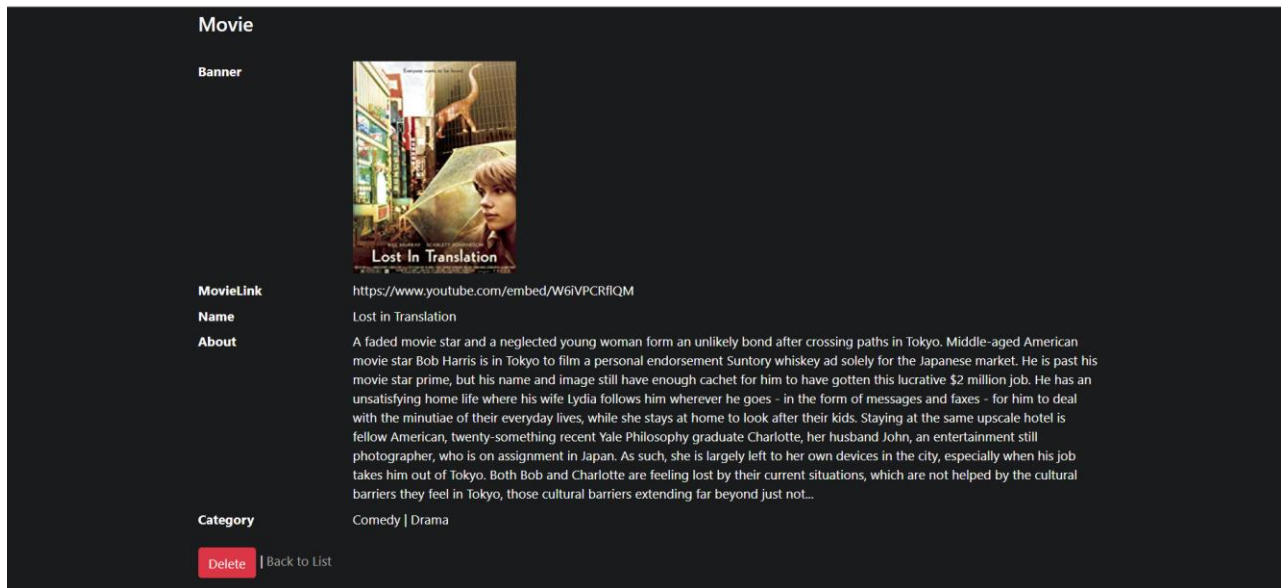 Movie
Banner
Everyone wants to be found.
BILL MURRAY SCARLETT JOHANSSON
Lost In Translation
MovieLink https://www.youtube.com/embed/W6iVPCRflQM
Name Lost in Translation
About A faded movie star and a neglected young woman form an unlikely bond after crossing paths in Tokyo. Middle-aged American
movie star Bob Harris is in Tokyo to film a personal endorsement Suntory whiskey ad solely for the Japanese market. He is past his
movie star prime, but his name and image still have enough cachet for him to have gotten this lucrative $2 million job. He has an
unsatisfying home life where his wife Lydia follows him wherever he goes - in the form of messages and faxes - for him to deal
with the minutiae of their everyday lives, while she stays at home to look after their kids. Staying at the same upscale hotel is
fellow American, twenty-something recent Yale Philosophy graduate Charlotte, her husband John, an entertainment still
photographer, who is on assignment in Japan. As such, she is largely left to her own devices in the city, especially when his job
takes him out of Tokyo. Both Bob and Charlotte are feeling lost by their current situations, which are not helped by the cultural
barriers they feel in Tokyo, those cultural barriers extending far beyond just not...
Category Comedy | Drama
Delete | Back to List